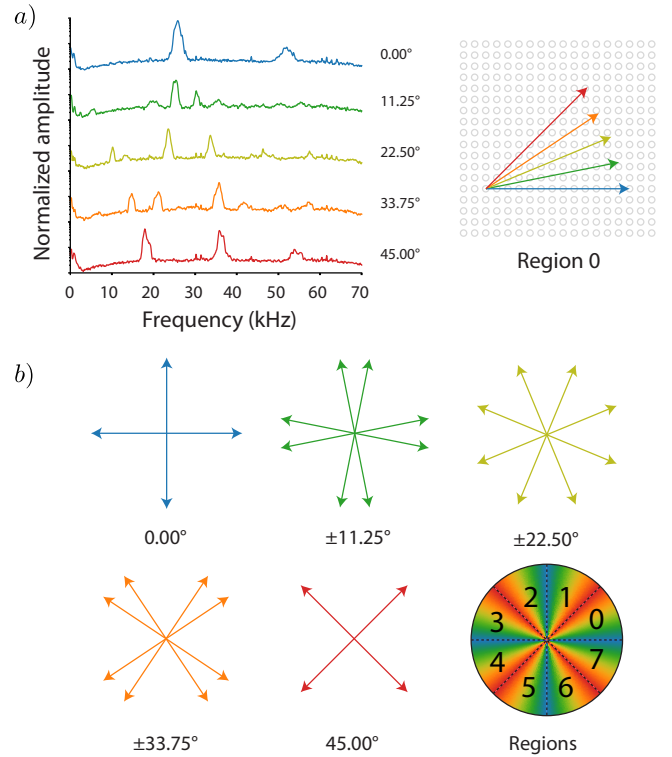 a)
Normalized amplitude
0.00°
11.25°
22.50°
33.75°
45.00°
0 10 20 30 40 50 60 70
Frequency (kHz)
Region 0
b)
0.00°
±11.25°
±22.50°
±33.75°
45.00°
2 1
3 0
4 7
5 6
Regions